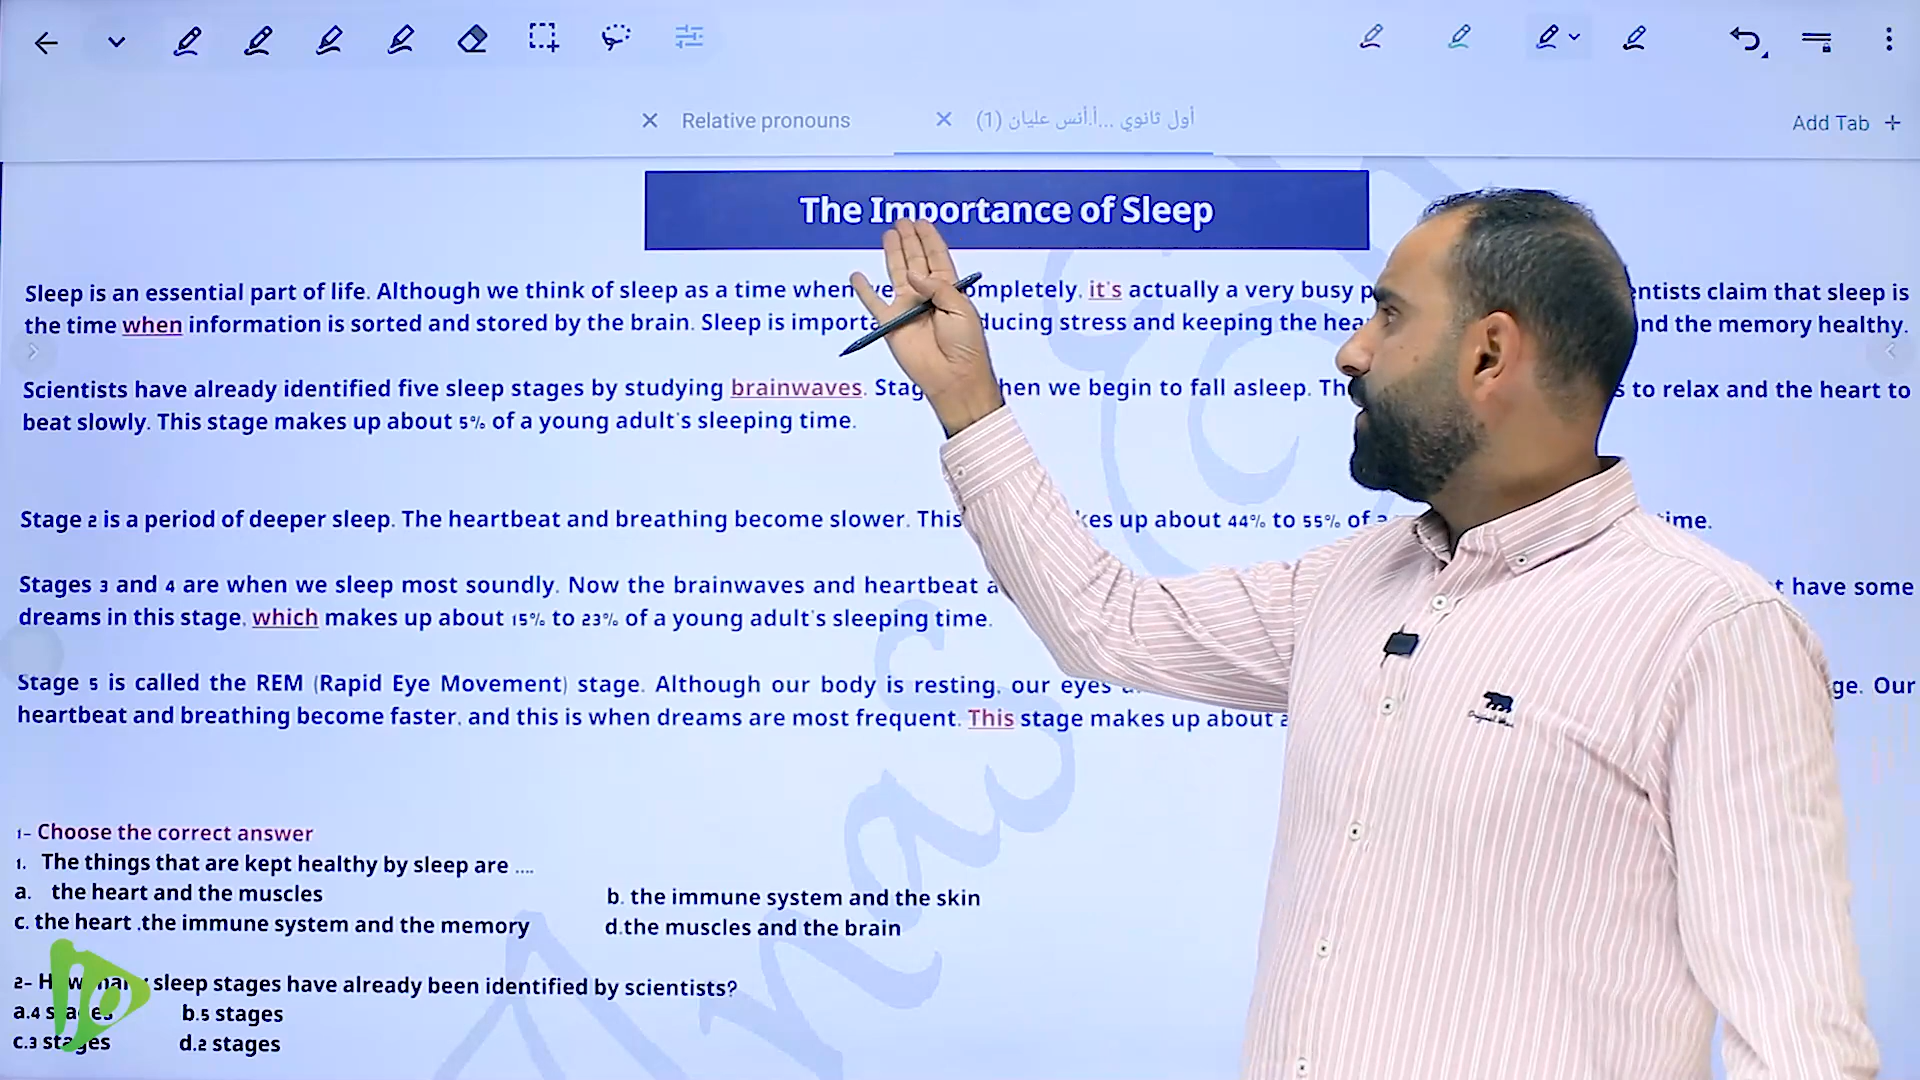 Relative pronouns
أول ثانوي ...أ.أنس عليان (1)
Add Tab
The Importance of Sleep
Sleep is an essential part of life. Although we think of sleep as a time when completely, it's actually a very busy claim that sleep is
the time when information is sorted and stored by the brain. Sleep is stress and keeping the and the memory healthy.
Scientists have already identified five sleep stages by studying brainwaves. when we begin to fall asleep. to relax and the heart to
beat slowly. This stage makes up about 5% of a young adult's sleeping time.
Stage 2 is a period of deeper sleep. The heartbeat and breathing become slower. This up about 44% to 55% of
Stages 3 and 4 are when we sleep most soundly. Now the brainwaves and heartbeat have some
dreams in this stage, which makes up about 15% to 23% of a young adult's sleeping time.
Stage 5 is called the REM (Rapid Eye Movement) stage. Although our body is resting, our eyes Our
heartbeat and breathing become faster, and this is when dreams are most frequent. This stage makes up about
1- Choose the correct answer
1. The things that are kept healthy by sleep are ....
a. the heart and the muscles
b. the immune system and the skin
c. the heart .the immune system and the memory
d.the muscles and the brain
2- How many sleep stages have already been identified by scientists?
a.4 stages
b.5 stages
c.3 stages
d.2 stages
Anas